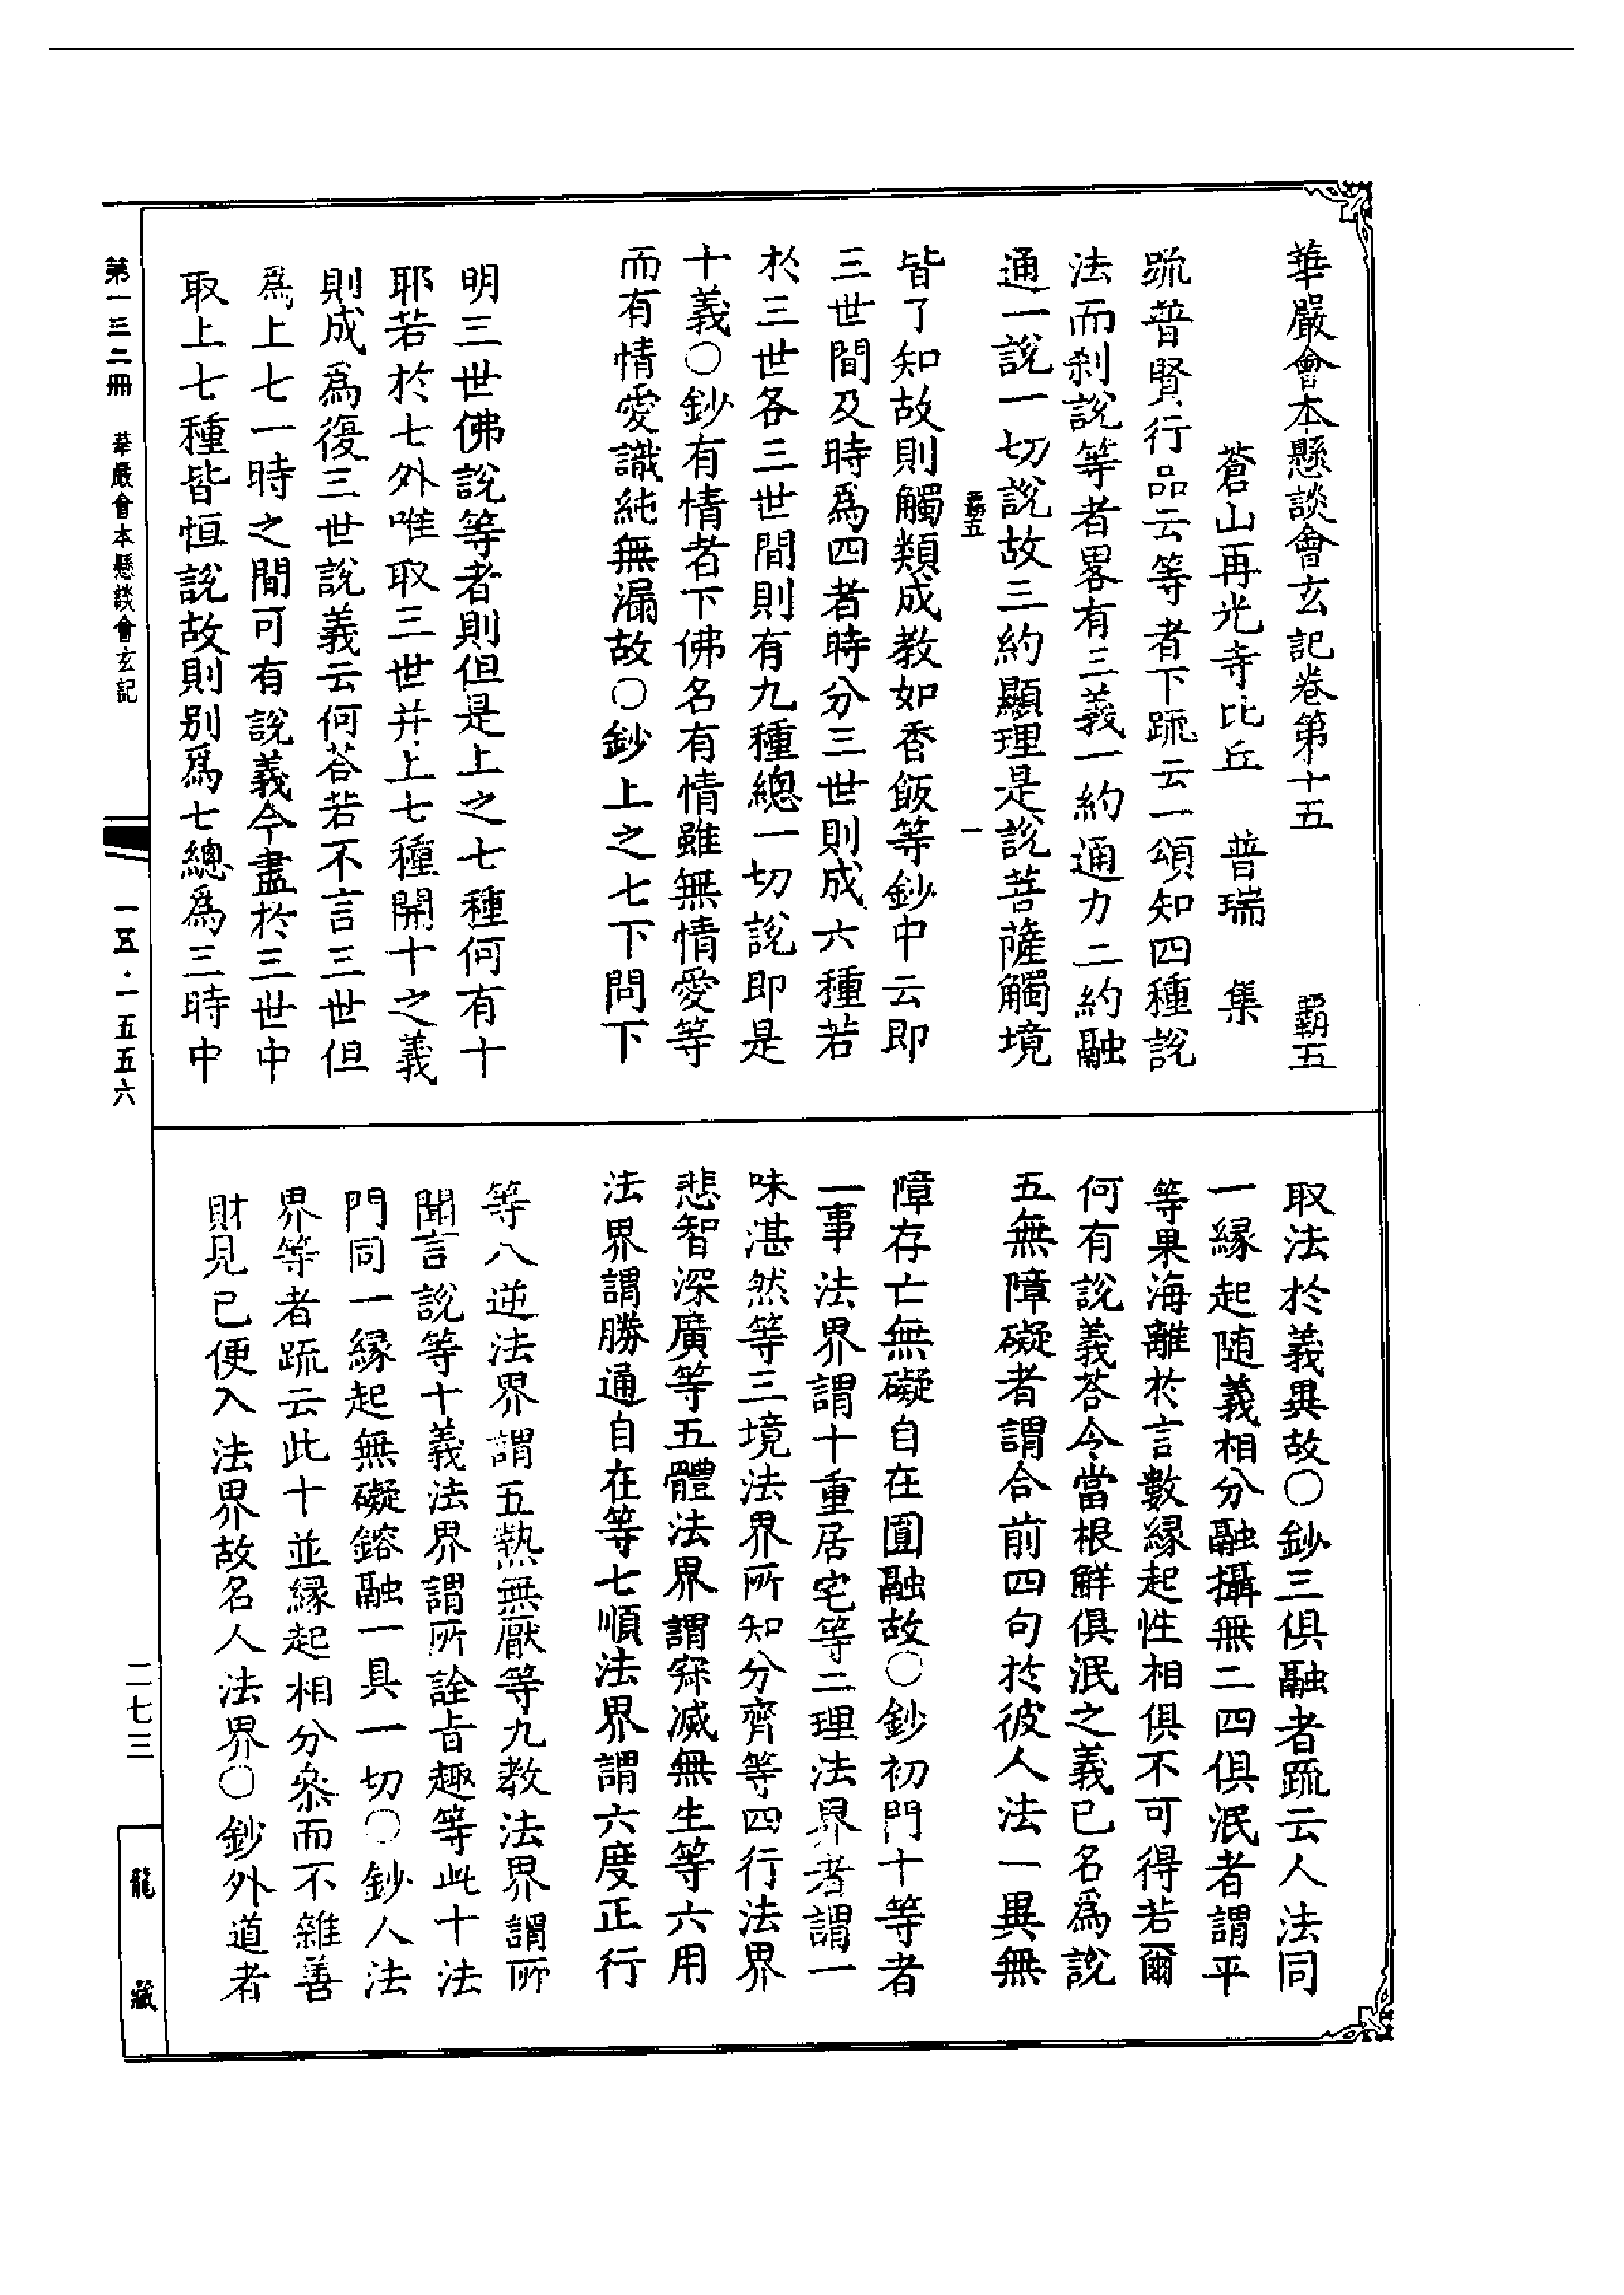 華嚴會本懸談會玄記卷第十五　霸五
蒼山再光寺比丘　普瑞　集
疏普賢行品云等者下疏云一頌知四種說
法而刹說等者畧有三義一約通力二約融
通一說一切說故三約顯理是說菩薩觸境
霸五　一
皆了知故則觸類成教如香飯等鈔中云即
三世間及時爲四者時分三世則成六種若
於三世各三世間則有九種總一切說即是
十義○鈔有情者下佛名有情雖無情愛等
而有情愛識純無漏故○鈔上之七下問下
明三世佛說等者則但是上之七種何有十
耶若於七外唯取三世并上七種開十之義
則成爲復三世說義云何荅若不言三世但
爲上七一時之間可有說義今盡於三世中
取上七種皆恒說故則別爲七總爲三時中
取法於義異故○鈔三俱融者疏云人法同
一緣起随義相分融攝無二四俱泯者謂平
等果海離於言數緣起性相俱不可得若爾
何有說義荅今當根觧俱泯之義已名爲說
五無障礙者謂合前四句於彼人法一異無
障存亡無礙自在圓融故○鈔初門十等者
一事法界謂十重居宅等二理法界者謂一
味湛然等三境法界所知分齊等四行法界
悲智深廣等五體法界謂寂滅無生等六用
法界謂勝通自在等七順法界謂六度正行
等八逆法界謂五熱無厭等九教法界謂所
聞言說等十義法界謂所詮旨趣等此十法
門同一緣起無礙鎔融一具一切○鈔人法
界等者疏云此十並緣起相分叅而不雜善
財見已便入法界故名人法界○鈔外道者
第一三二冊　華嚴會本懸談會玄記
一五·一五五六
二七三
龍藏